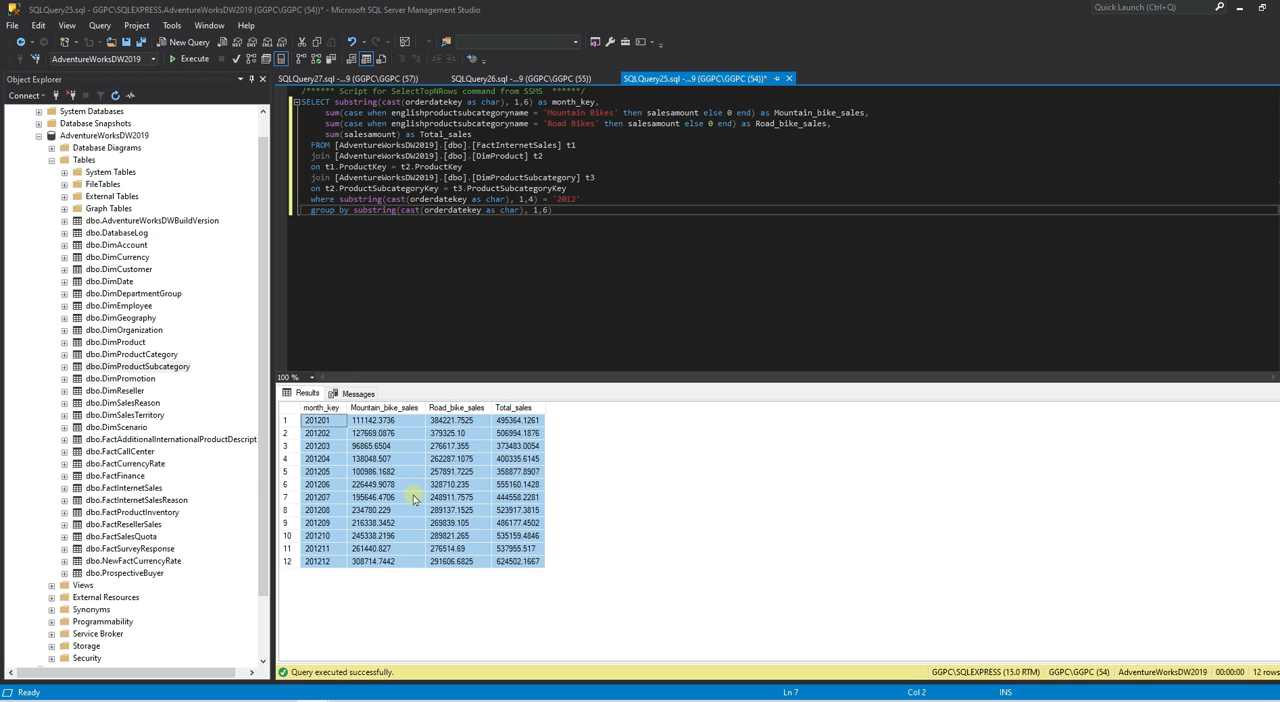 SQLQuery25.sql - GGPC\SQLEXPRESS.AdventureWorksDW2019 (GGPC\GGPC (54))* - Microsoft SQL Server Management Studio
Quick Launch (Ctrl+Q)
File Edit View Query Project Tools Window Help
New Query
AdventureWorksDW2019
Execute
Object Explorer
Connect
System Databases
Database Snapshots
AdventureWorksDW2019
Database Diagrams
Tables
System Tables
FileTables
External Tables
Graph Tables
dbo.AdventureWorksDWBuildVersion
dbo.DatabaseLog
dbo.DimAccount
dbo.DimCurrency
dbo.DimCustomer
dbo.DimDate
dbo.DimDepartmentGroup
dbo.DimEmployee
dbo.DimGeography
dbo.DimOrganization
dbo.DimProduct
dbo.DimProductCategory
dbo.DimProductSubcategory
dbo.DimPromotion
dbo.DimReseller
dbo.DimSalesReason
dbo.DimSalesTerritory
dbo.DimScenario
dbo.FactAdditionalInternationalProductDescript
dbo.FactCallCenter
dbo.FactCurrencyRate
dbo.FactFinance
dbo.FactInternetSales
dbo.FactInternetSalesReason
dbo.FactProductInventory
dbo.FactResellerSales
dbo.FactSalesQuota
dbo.FactSurveyResponse
dbo.NewFactCurrencyRate
dbo.ProspectiveBuyer
Views
External Resources
Synonyms
Programmability
Service Broker
Storage
Security
SQLQuery27.sql -...9 (GGPC\GGPC (57)) SQLQuery26.sql -...9 (GGPC\GGPC (55)) SQLQuery25.sql -...9 (GGPC\GGPC (54))*
/****** Script for SelectTopNRows command from SSMS ******/
SELECT substring(cast(orderdatekey as char), 1,6) as month_key,
sum(case when englishproductsubcategoryname = 'Mountain Bikes' then salesamount else 0 end) as Mountain_bike_sales,
sum(case when englishproductsubcategoryname = 'Road Bikes' then salesamount else 0 end) as Road_bike_sales,
sum(salesamount) as Total_sales
FROM [AdventureWorksDW2019].[dbo].[FactInternetSales] t1
join [AdventureWorksDW2019].[dbo].[DimProduct] t2
on t1.ProductKey = t2.ProductKey
join [AdventureWorksDW2019].[dbo].[DimProductSubcategory] t3
on t2.ProductSubcategoryKey = t3.ProductSubcategoryKey
where substring(cast(orderdatekey as char), 1,4) = '2012'
group by substring(cast(orderdatekey as char), 1,6)
100 %
Results Messages
month_key Mountain_bike_sales Road_bike_sales Total_sales
1 201201 111142.3736 384221.7525 495364.1261
2 201202 127669.0876 379325.10 506994.1876
3 201203 96865.6504 276617.355 373483.0054
4 201204 138048.507 262287.1075 400335.6145
5 201205 100986.1682 257891.7225 358877.8907
6 201206 226449.9078 328710.235 555160.1428
7 201207 195646.4706 248911.7575 444558.2281
8 201208 234780.229 289137.1525 523917.3815
9 201209 216338.3452 269839.105 486177.4502
10 201210 245338.2196 289821.265 535159.4846
11 201211 261440.827 276514.69 537955.517
12 201212 308714.7442 291606.6825 624502.1667
Query executed successfully. GGPC\SQLEXPRESS (15.0 RTM) GGPC\GGPC (54) AdventureWorksDW2019 00:00:00 12 rows
Ready Ln 7 Col 2 INS